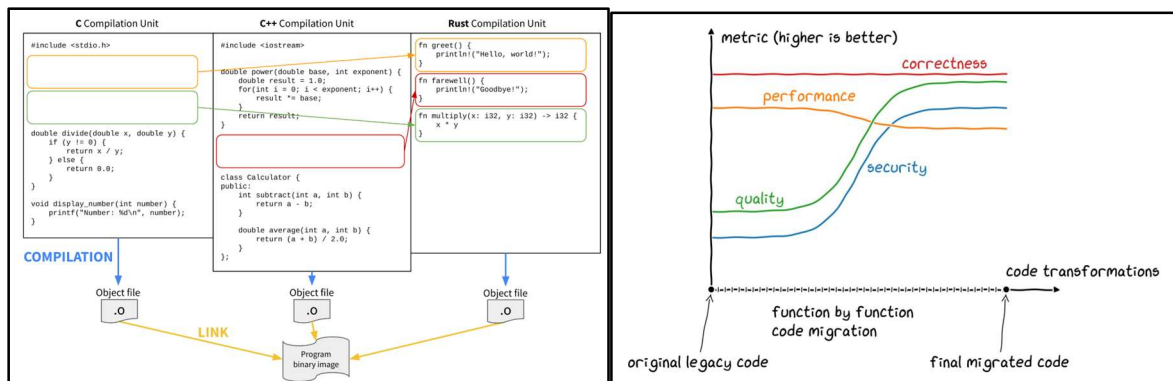 C Compilation Unit
C++ Compilation Unit
Rust Compilation Unit
#include <stdio.h>
double divide(double x, double y) {
    if (y != 0) {
        return x / y;
    } else {
        return 0.0;
    }
}
void display_number(int number) {
    printf("Number: %d\n", number);
}
#include <iostream>
double power(double base, int exponent) {
    double result = 1.0;
    for(int i = 0; i < exponent; i++) {
        result *= base;
    }
    return result;
}
class Calculator {
public:
    int subtract(int a, int b) {
        return a - b;
    }
    double average(int a, int b) {
        return (a + b) / 2.0;
    }
};
fn greet() {
    println!("Hello, world!");
}
fn farewell() {
    println!("Goodbye!");
}
fn multiply(x: i32, y: i32) -> i32 {
    x * y
}
COMPILATION
Object file
.o
Object file
.o
Object file
.o
LINK
Program
binary image
metric (higher is better)
correctness
performance
security
quality
code transformations
function by function
code migration
original legacy code
final migrated code